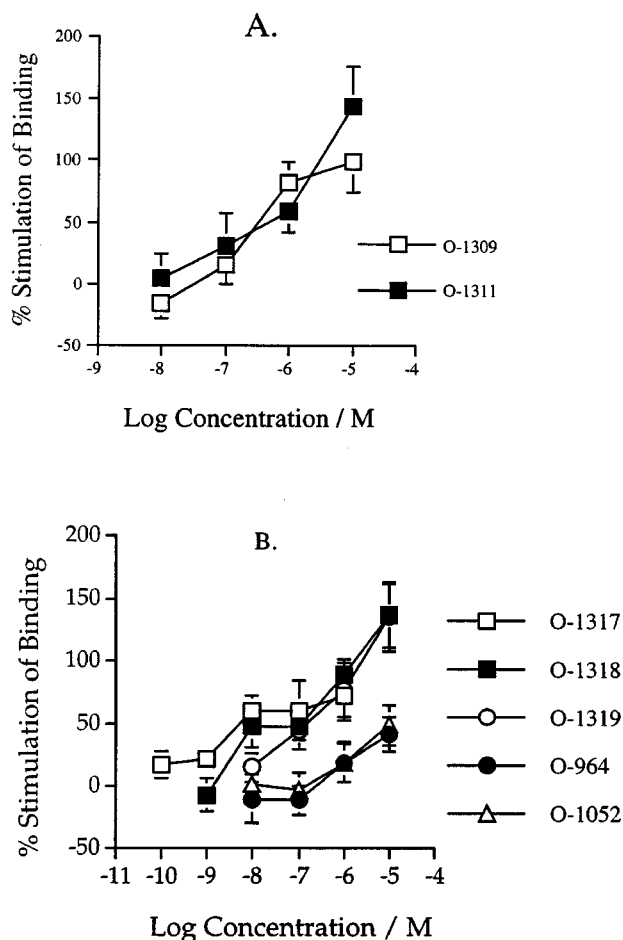 A.
% Stimulation of Binding
200
150
100
50
0
-50
-9
-8
-7
-6
-5
-4
Log Concentration / M
O-1309
O-1311
B.
% Stimulation of Binding
200
150
100
50
0
-50
-11
-10
-9
-8
-7
-6
-5
-4
Log Concentration / M
O-1317
O-1318
O-1319
O-964
O-1052